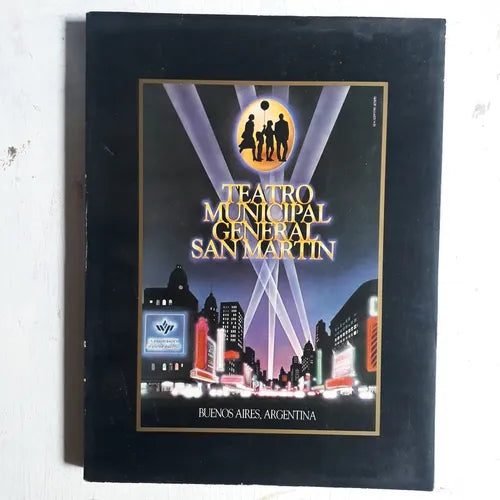 TEATRO
MUNICIPAL
GENERAL
SAN MARTIN
BUENOS AIRES, ARGENTINA